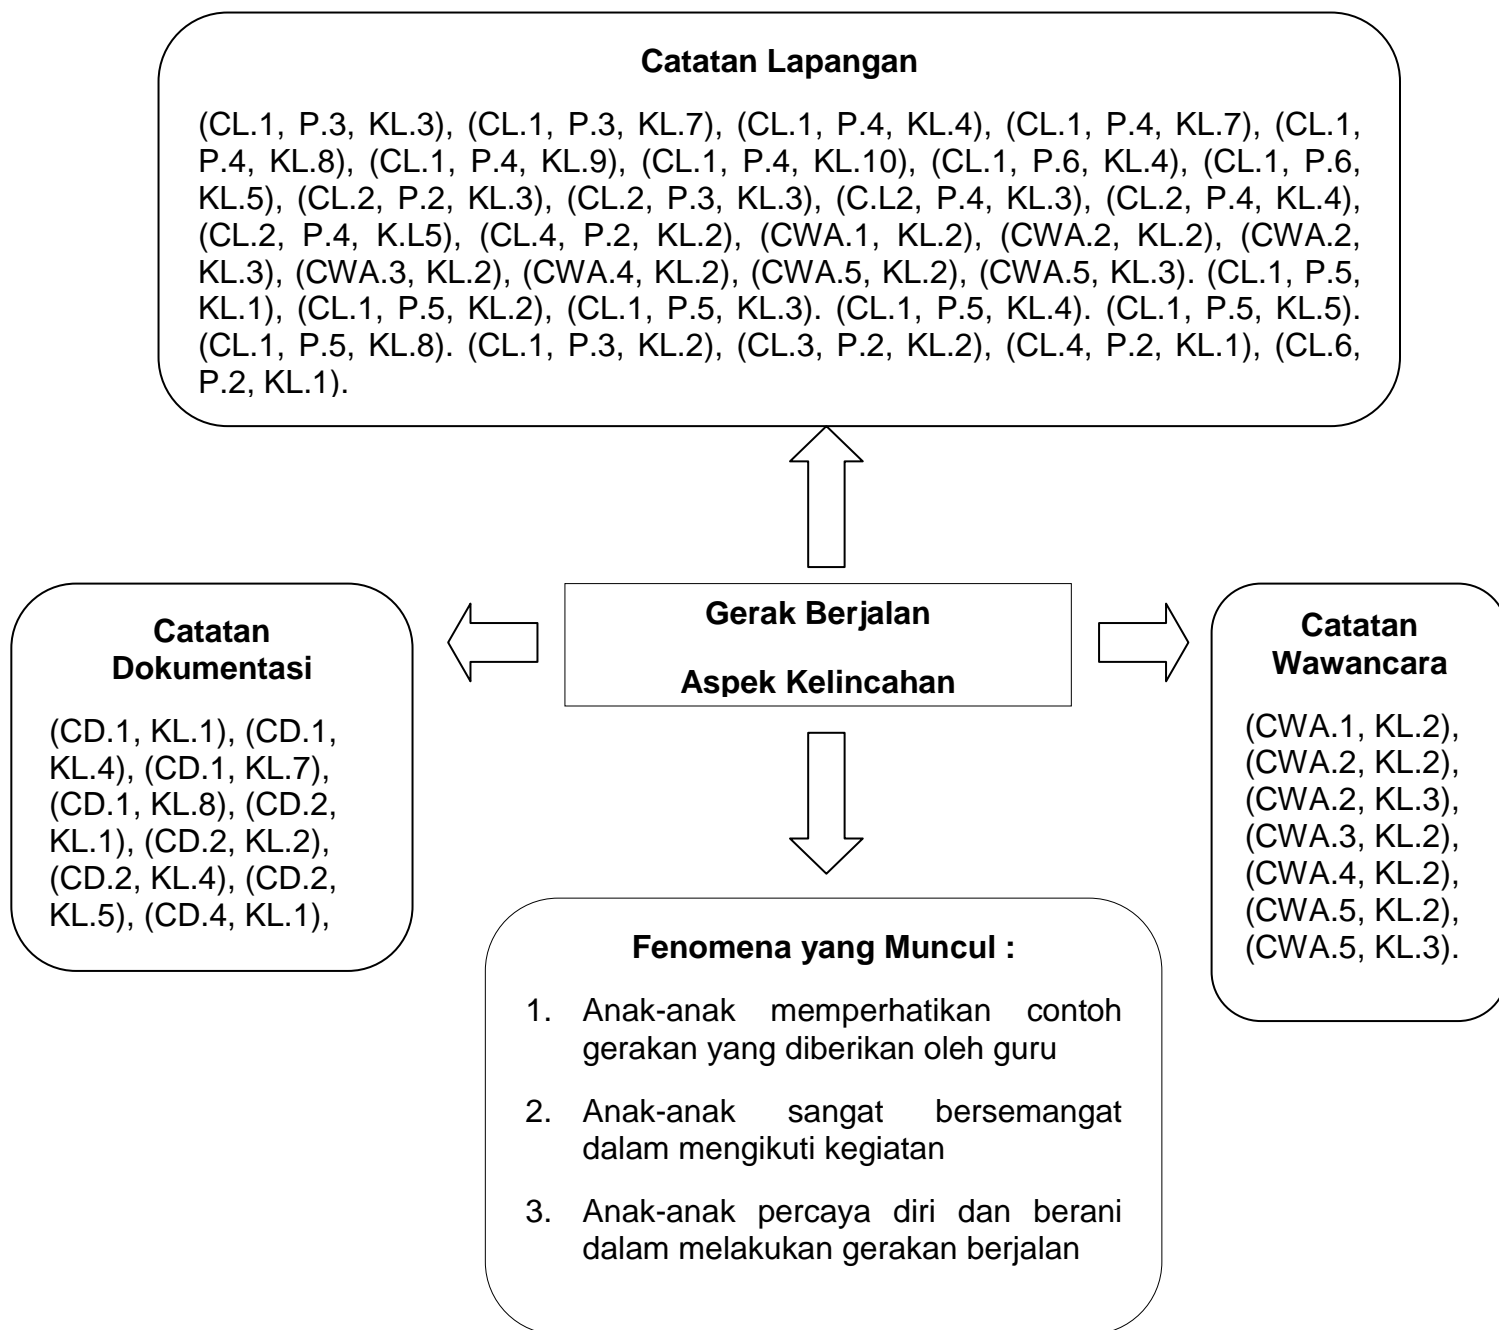 Catatan Lapangan
(CL.1, P.3, KL.3), (CL.1, P.3, KL.7), (CL.1, P.4, KL.4), (CL.1, P.4, KL.7), (CL.1,
P.4, KL.8), (CL.1, P.4, KL.9), (CL.1, P.4, KL.10), (CL.1, P.6, KL.4), (CL.1, P.6,
KL.5), (CL.2, P.2, KL.3), (CL.2, P.3, KL.3), (C.L2, P.4, KL.3), (CL.2, P.4, KL.4),
(CL.2, P.4, K.L5), (CL.4, P.2, KL.2), (CWA.1, KL.2), (CWA.2, KL.2), (CWA.2,
KL.3), (CWA.3, KL.2), (CWA.4, KL.2), (CWA.5, KL.2), (CWA.5, KL.3). (CL.1, P.5,
KL.1), (CL.1, P.5, KL.2), (CL.1, P.5, KL.3). (CL.1, P.5, KL.4). (CL.1, P.5, KL.5).
(CL.1, P.5, KL.8). (CL.1, P.3, KL.2), (CL.3, P.2, KL.2), (CL.4, P.2, KL.1), (CL.6,
P.2, KL.1).
Gerak Berjalan
Aspek Kelincahan
Catatan
Dokumentasi
(CD.1, KL.1), (CD.1,
KL.4), (CD.1, KL.7),
(CD.1, KL.8), (CD.2,
KL.1), (CD.2, KL.2),
(CD.2, KL.4), (CD.2,
KL.5), (CD.4, KL.1),
Catatan
Wawancara
(CWA.1, KL.2),
(CWA.2, KL.2),
(CWA.2, KL.3),
(CWA.3, KL.2),
(CWA.4, KL.2),
(CWA.5, KL.2),
(CWA.5, KL.3).
Fenomena yang Muncul :
1. Anak-anak memperhatikan contoh
gerakan yang diberikan oleh guru
2. Anak-anak sangat bersemangat
dalam mengikuti kegiatan
3. Anak-anak percaya diri dan berani
dalam melakukan gerakan berjalan